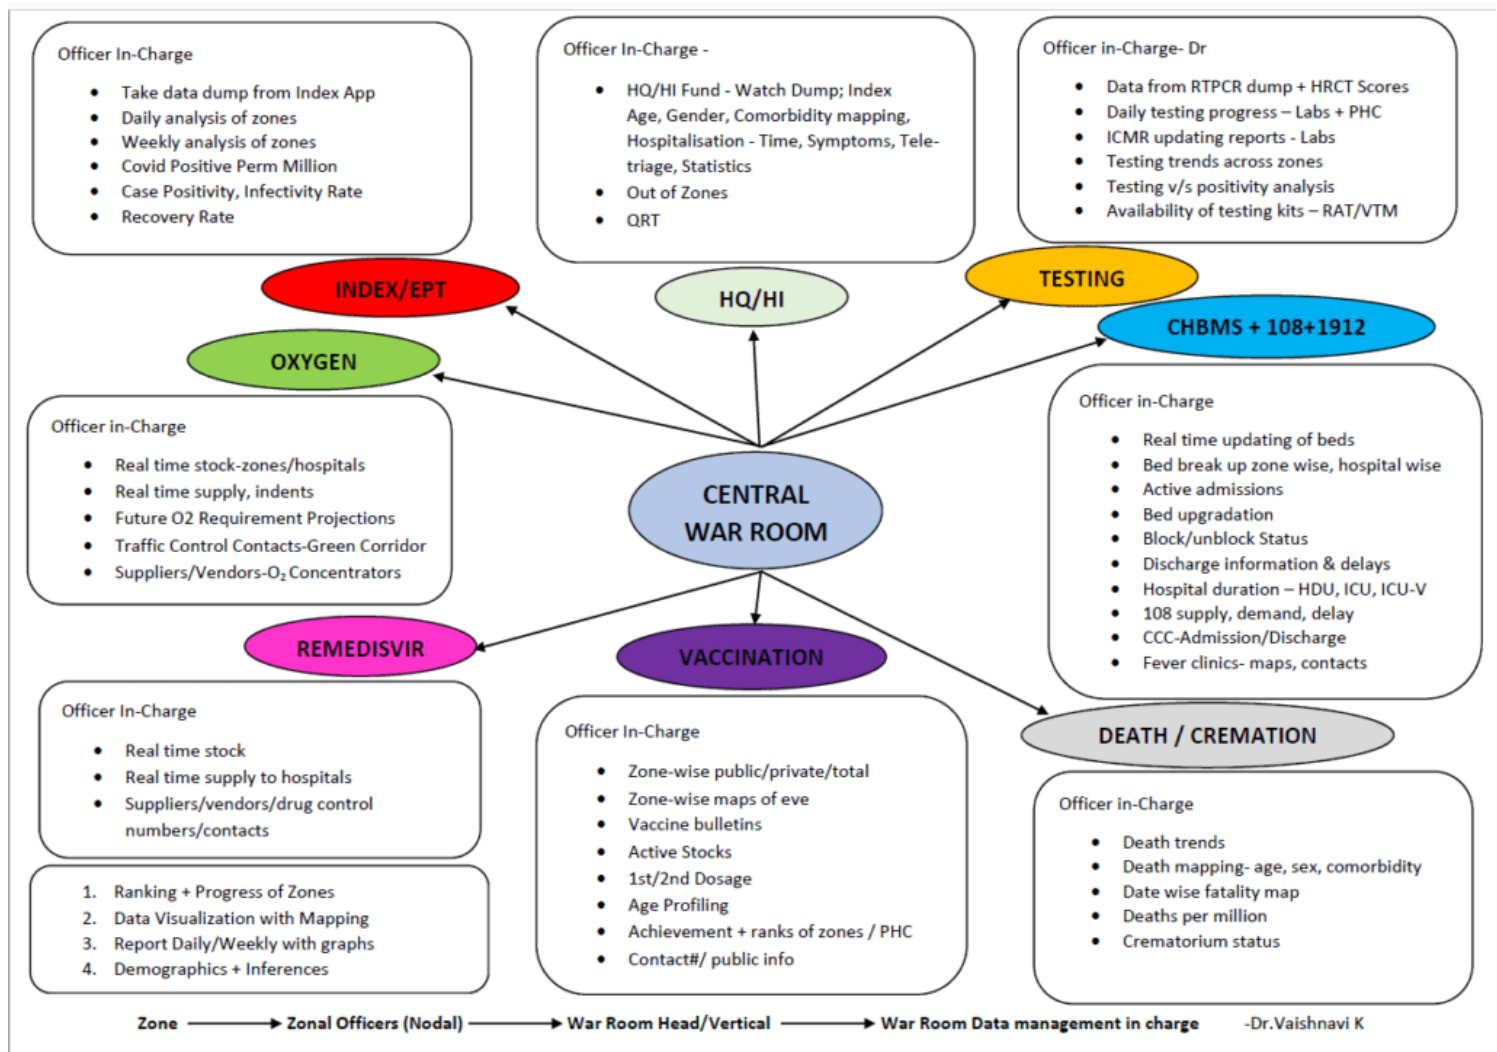 Officer In-Charge
• Take data dump from Index App
• Daily analysis of zones
• Weekly analysis of zones
• Covid Positive Perm Million
• Case Positivity, Infectivity Rate
• Recovery Rate
Officer In-Charge -
• HQ/HI Fund - Watch Dump; Index
Age, Gender, Comorbidity mapping,
Hospitalisation - Time, Symptoms, Tele-
triage, Statistics
• Out of Zones
• QRT
Officer in-Charge- Dr
• Data from RTPCR dump + HRCT Scores
• Daily testing progress – Labs + PHC
• ICMR updating reports - Labs
• Testing trends across zones
• Testing v/s positivity analysis
• Availability of testing kits – RAT/VTM
INDEX/EPT
HQ/HI
TESTING
CHBMS + 108+1912
OXYGEN
Officer in-Charge
• Real time stock-zones/hospitals
• Real time supply, indents
• Future O2 Requirement Projections
• Traffic Control Contacts-Green Corridor
• Suppliers/Vendors-O₂ Concentrators
CENTRAL
WAR ROOM
Officer in-Charge
• Real time updating of beds
• Bed break up zone wise, hospital wise
• Active admissions
• Bed upgradation
• Block/unblock Status
• Discharge information & delays
• Hospital duration – HDU, ICU, ICU-V
• 108 supply, demand, delay
• CCC-Admission/Discharge
• Fever clinics- maps, contacts
REMEDISVIR
VACCINATION
DEATH / CREMATION
Officer In-Charge
• Real time stock
• Real time supply to hospitals
• Suppliers/vendors/drug control
numbers/contacts
1. Ranking + Progress of Zones
2. Data Visualization with Mapping
3. Report Daily/Weekly with graphs
4. Demographics + Inferences
Officer In-Charge
• Zone-wise public/private/total
• Zone-wise maps of eve
• Vaccine bulletins
• Active Stocks
• 1st/2nd Dosage
• Age Profiling
• Achievement + ranks of zones / PHC
• Contact#/ public info
Officer in-Charge
• Death trends
• Death mapping- age, sex, comorbidity
• Date wise fatality map
• Deaths per million
• Crematorium status
Zone → Zonal Officers (Nodal) → War Room Head/Vertical → War Room Data management in charge -Dr.Vaishnavi K